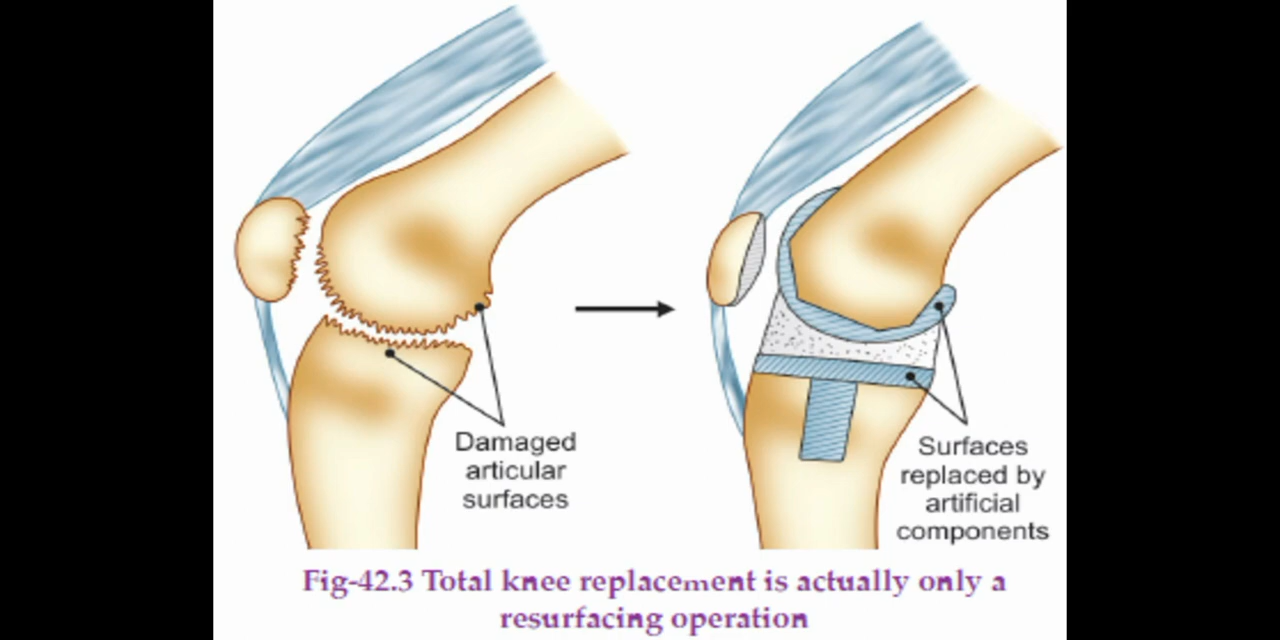 Damaged
articular
surfaces
Surfaces
replaced by
artificial
components
Fig-42.3 Total knee replacement is actually only a
resurfacing operation